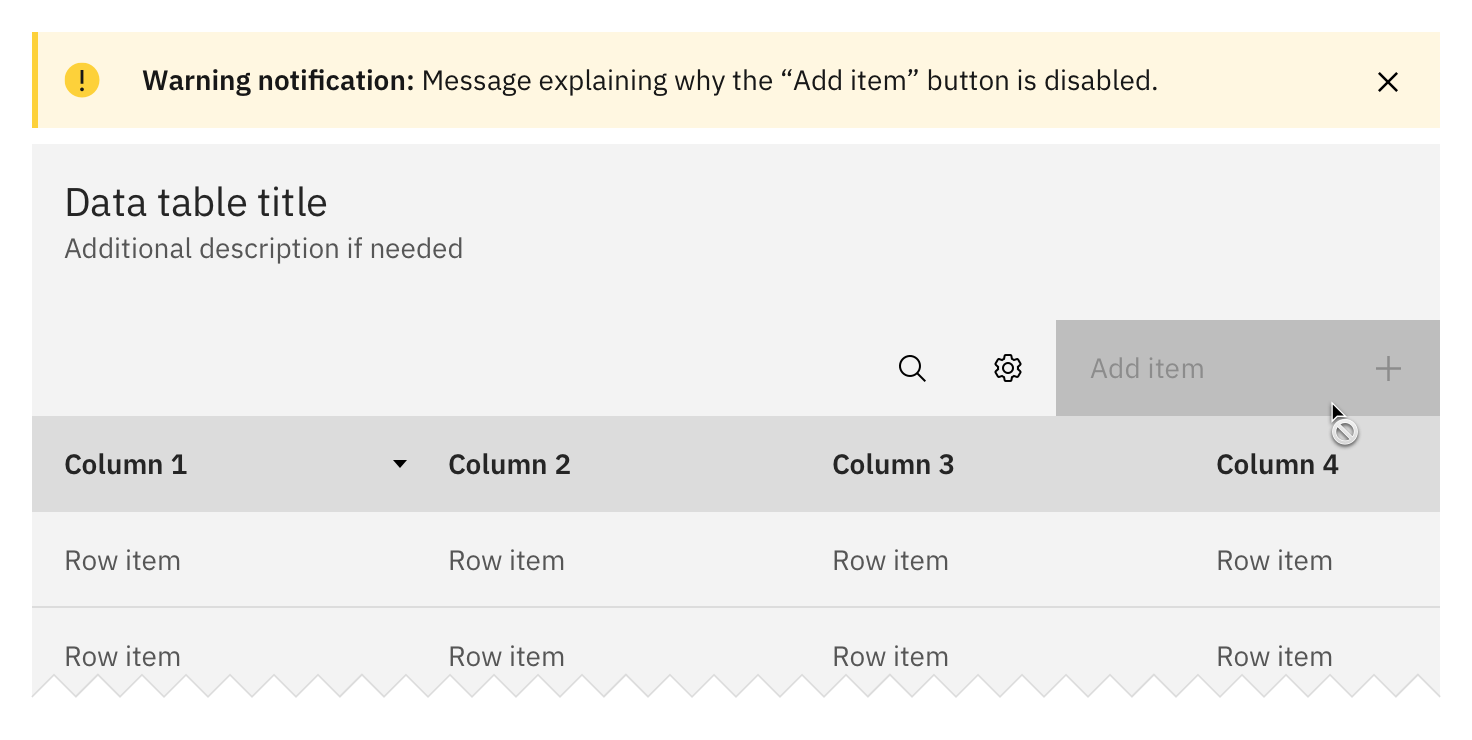 Warning notification: Message explaining why the “Add item” button is disabled.
Data table title
Additional description if needed
Add item
Column 1 Column 2 Column 3 Column 4
Row item Row item Row item Row item
Row item Row item Row item Row item